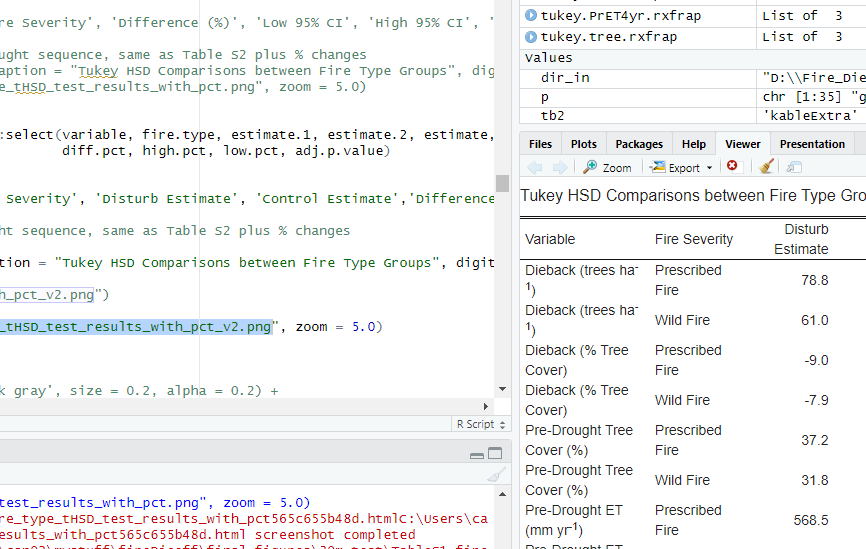 re Severity', 'Difference (%)', 'Low 95% CI', 'High 95% CI', '
ught sequence, same as Table S2 plus % changes
aption = "Tukey HSD Comparisons between Fire Type Groups", dig
e_tHSD_test_results_with_pct.png", zoom = 5.0)
:select(variable, fire.type, estimate.1, estimate.2, estimate,
diff.pct, high.pct, low.pct, adj.p.value)
Severity', 'Disturb Estimate', 'Control Estimate','Difference
ht sequence, same as Table S2 plus % changes
tion = "Tukey HSD Comparisons between Fire Type Groups", digit
h_pct_v2.png")
_tHSD_test_results_with_pct_v2.png", zoom = 5.0)
k gray', size = 0.2, alpha = 0.2) +
R Script
test_results_with_pct.png", zoom = 5.0)
re_type_tHSD_test_results_with_pct565c655b48d.htmlC:\Users\ca
esults_with_pct565c655b48d.html screenshot completed
tukey.PrET4yr.rxfrap List of 3
tukey.tree.rxfrap List of 3
Values
dir_in "D:\\Fire_Die
p chr [1:35] "g
tb2 'kableExtra'
Files Plots Packages Help Viewer Presentation
Zoom Export
Tukey HSD Comparisons between Fire Type Gro
Variable Fire Severity Disturb Estimate
Dieback (trees ha-1) Prescribed Fire 78.8
Dieback (trees ha-1) Wild Fire 61.0
Dieback (% Tree Cover) Prescribed Fire -9.0
Dieback (% Tree Cover) Wild Fire -7.9
Pre-Drought Tree Cover (%) Prescribed Fire 37.2
Pre-Drought Tree Cover (%) Wild Fire 31.8
Pre-Drought ET (mm yr-1) Prescribed Fire 568.5
Pre-Drought ET Prescribed